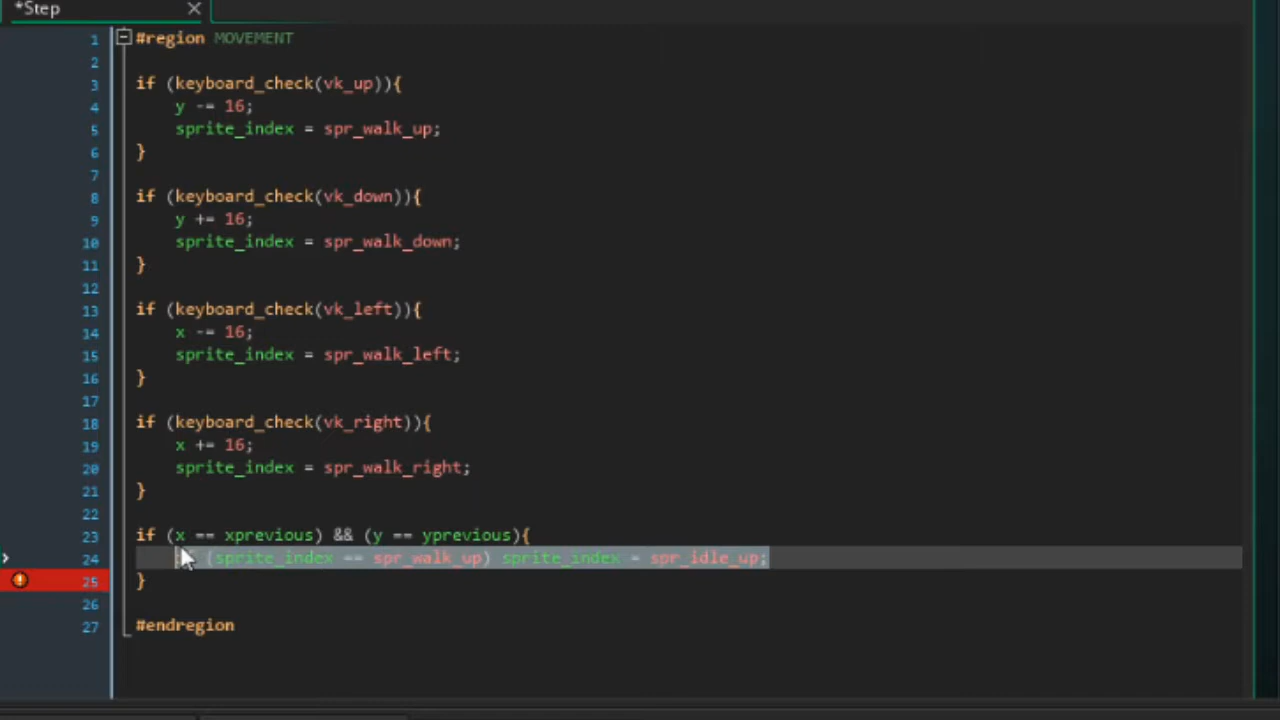 *Step
1 #region MOVEMENT
2
3 if (keyboard_check(vk_up)){
4 y -= 16;
5 sprite_index = spr_walk_up;
6 }
7
8 if (keyboard_check(vk_down)){
9 y += 16;
10 sprite_index = spr_walk_down;
11 }
12
13 if (keyboard_check(vk_left)){
14 x -= 16;
15 sprite_index = spr_walk_left;
16 }
17
18 if (keyboard_check(vk_right)){
19 x += 16;
20 sprite_index = spr_walk_right;
21 }
22
23 if (x == xprevious) && (y == yprevious){
24 (sprite_index == spr_walk_up) sprite_index = spr_idle_up;
25 }
26
27 #endregion